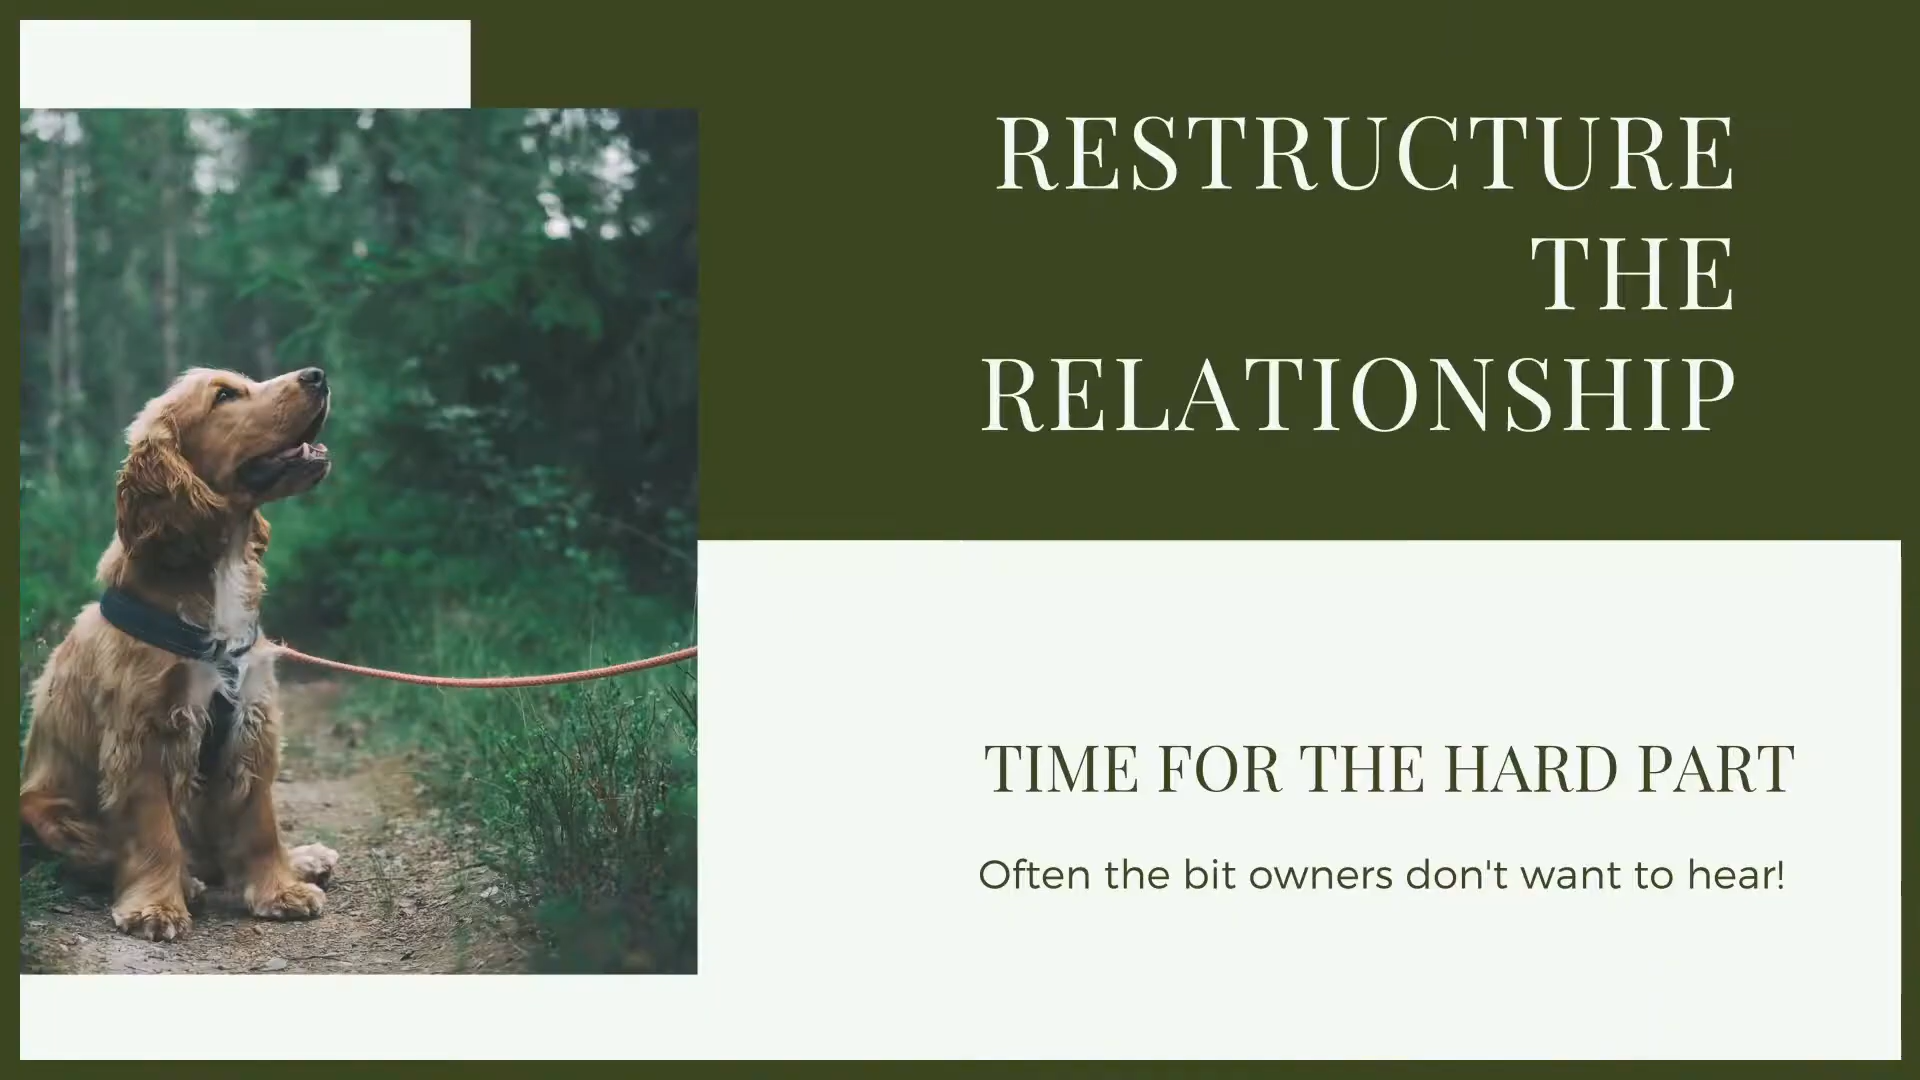 RESTRUCTURE
THE
RELATIONSHIP
TIME FOR THE HARD PART
Often the bit owners don't want to hear!